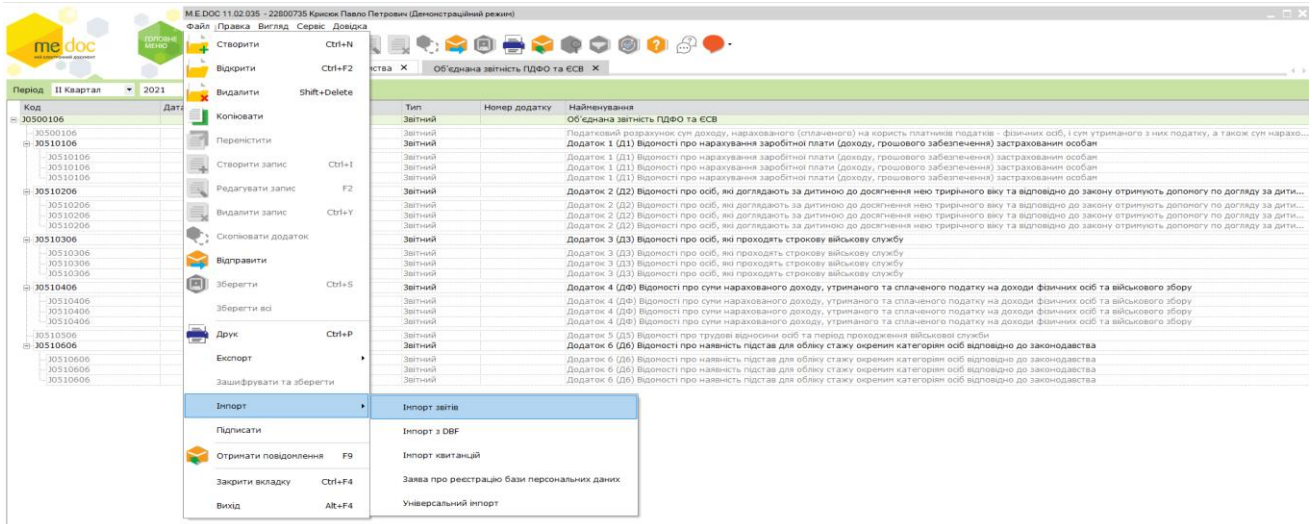 M.E.DOC 11.02.035 - 22800735 Крисюк Павло Петрович (Демонстраційний режим)
Файл Правка Вигляд Сервіс Довідка
me doc
ГОЛОВНЕ МЕНЮ
ства × Об'єднана звітність ПДФО та ЄСВ ×
Період II Квартал 2021
Код Дата Тип Номер додатку Найменування
J0500106 Звітний Об'єднана звітність ПДФО та ЄСВ
J0500106 Звітний Податковий розрахунок сум доходу, нарахованого (сплаченого) на користь платників податків - фізичних осіб, і сум утриманого з них податку, а також сум нарахо...
J0510106 Звітний Додаток 1 (Д1) Відомості про нарахування заробітної плати (доходу, грошового забезпечення) застрахованим особам
J0510106 Звітний Додаток 1 (Д1) Відомості про нарахування заробітної плати (доходу, грошового забезпечення) застрахованим особам
J0510106 Звітний Додаток 1 (Д1) Відомості про нарахування заробітної плати (доходу, грошового забезпечення) застрахованим особам
J0510106 Звітний Додаток 1 (Д1) Відомості про нарахування заробітної плати (доходу, грошового забезпечення) застрахованим особам
J0510206 Звітний Додаток 2 (Д2) Відомості про осіб, які доглядають за дитиною до досягнення нею трирічного віку та відповідно до закону отримують допомогу по догляду за дити...
J0510206 Звітний Додаток 2 (Д2) Відомості про осіб, які доглядають за дитиною до досягнення нею трирічного віку та відповідно до закону отримують допомогу по догляду за дити...
J0510206 Звітний Додаток 2 (Д2) Відомості про осіб, які доглядають за дитиною до досягнення нею трирічного віку та відповідно до закону отримують допомогу по догляду за дити...
J0510206 Звітний Додаток 2 (Д2) Відомості про осіб, які доглядають за дитиною до досягнення нею трирічного віку та відповідно до закону отримують допомогу по догляду за дити...
J0510306 Звітний Додаток 3 (Д3) Відомості про осіб, які проходять строкову військову службу
J0510306 Звітний Додаток 3 (Д3) Відомості про осіб, які проходять строкову військову службу
J0510306 Звітний Додаток 3 (Д3) Відомості про осіб, які проходять строкову військову службу
J0510306 Звітний Додаток 3 (Д3) Відомості про осіб, які проходять строкову військову службу
J0510406 Звітний Додаток 4 (ДФ) Відомості про суми нарахованого доходу, утриманого та сплаченого податку на доходи фізичних осіб та військового збору
J0510406 Звітний Додаток 4 (ДФ) Відомості про суми нарахованого доходу, утриманого та сплаченого податку на доходи фізичних осіб та військового збору
J0510406 Звітний Додаток 4 (ДФ) Відомості про суми нарахованого доходу, утриманого та сплаченого податку на доходи фізичних осіб та військового збору
J0510406 Звітний Додаток 4 (ДФ) Відомості про суми нарахованого доходу, утриманого та сплаченого податку на доходи фізичних осіб та військового збору
J0510506 Звітний Додаток 5 (Д5) Відомості про трудові відносини осіб та період проходження військової служби
J0510606 Звітний Додаток 6 (Д6) Відомості про наявність підстав для обліку стажу окремим категоріям осіб відповідно до законодавства
J0510606 Звітний Додаток 6 (Д6) Відомості про наявність підстав для обліку стажу окремим категоріям осіб відповідно до законодавства
J0510606 Звітний Додаток 6 (Д6) Відомості про наявність підстав для обліку стажу окремим категоріям осіб відповідно до законодавства
J0510606 Звітний Додаток 6 (Д6) Відомості про наявність підстав для обліку стажу окремим категоріям осіб відповідно до законодавства
Створити Ctrl+N
Відкрити Ctrl+F2
Видалити Shift+Delete
Копіювати
Перемістити
Створити запис Ctrl+I
Редагувати запис F2
Видалити запис Ctrl+Y
Скопіювати додаток
Відправити
Зберегти Ctrl+S
Зберегти всі
Друк Ctrl+P
Експорт
Зашифрувати та зберегти
Імпорт
Підписати
Отримати повідомлення F9
Закрити вкладку Ctrl+F4
Вихід Alt+F4
Імпорт звітів
Імпорт з DBF
Імпорт квитанцій
Заява про реєстрацію бази персональних даних
Універсальний імпорт